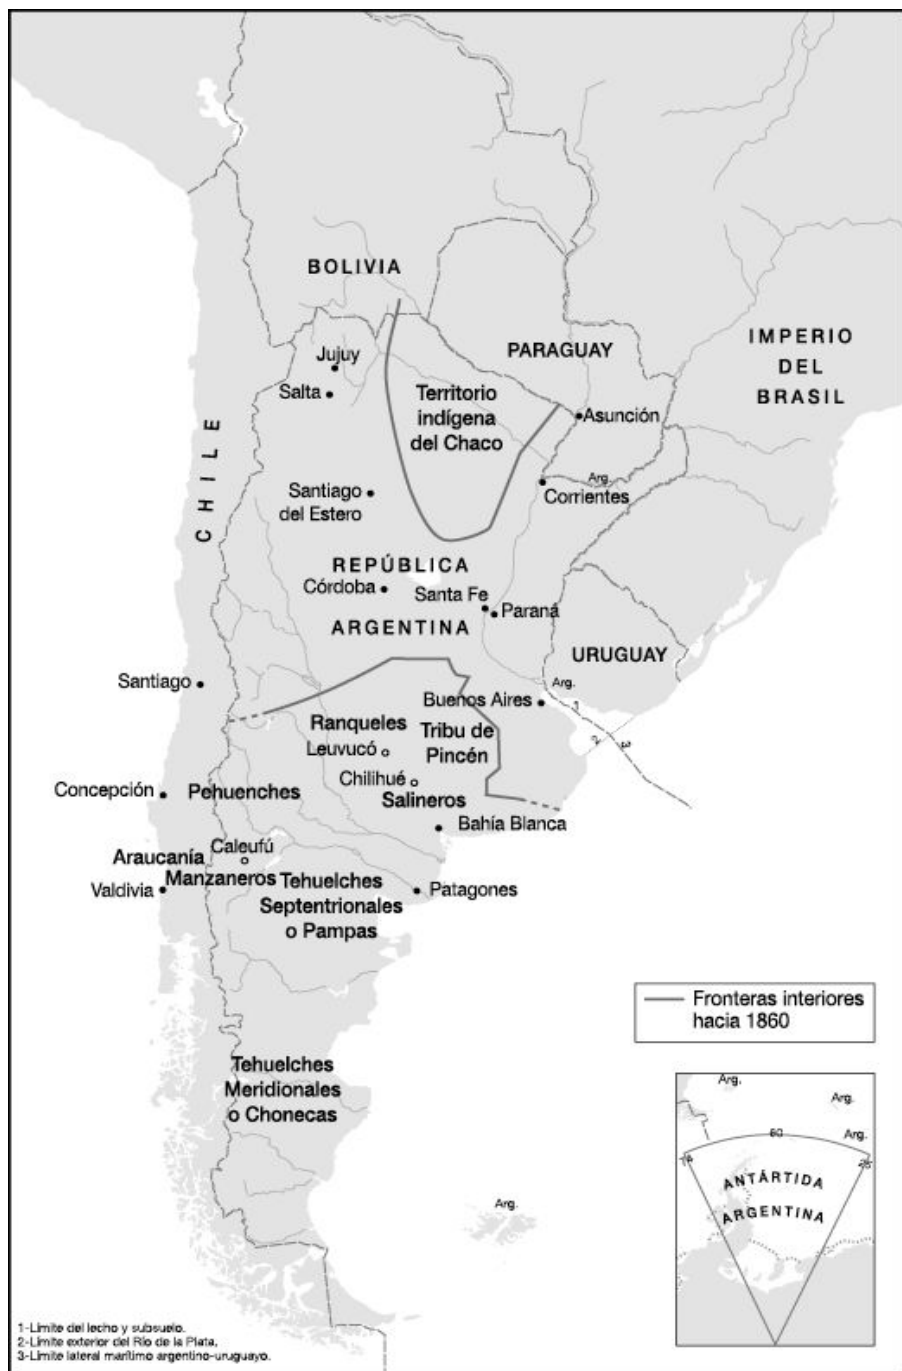 BOLIVIA
Jujuy
Salta
PARAGUAY
IMPERIO
DEL
BRASIL
Territorio
indígena
del Chaco
Asunción
CHILE
Arg.
Corrientes
Santiago
del Estero
REPÚBLICA
Córdoba
Santa Fe
Paraná
ARGENTINA
URUGUAY
Santiago
Arg.
Buenos Aires
1
2
3
Ranqueles
Leuvucó
Tribu de
Pincén
Chilihué
Salineros
Concepción
Pehuenches
Bahía Blanca
Caleufú
Araucanía
Manzaneros
Valdivia
Tehuelches
Septentrionales
o Pampas
Patagones
Fronteras interiores
hacia 1860
Tehuelches
Meridionales
o Chonecas
Arg.
Arg.
Arg.
Arg.
60
74
25
ANTÁRTIDA
ARGENTINA
1-Límite del lecho y subsuelo.
2-Límite exterior del Río de la Plata.
3-Límite lateral marítimo argentino-uruguayo.